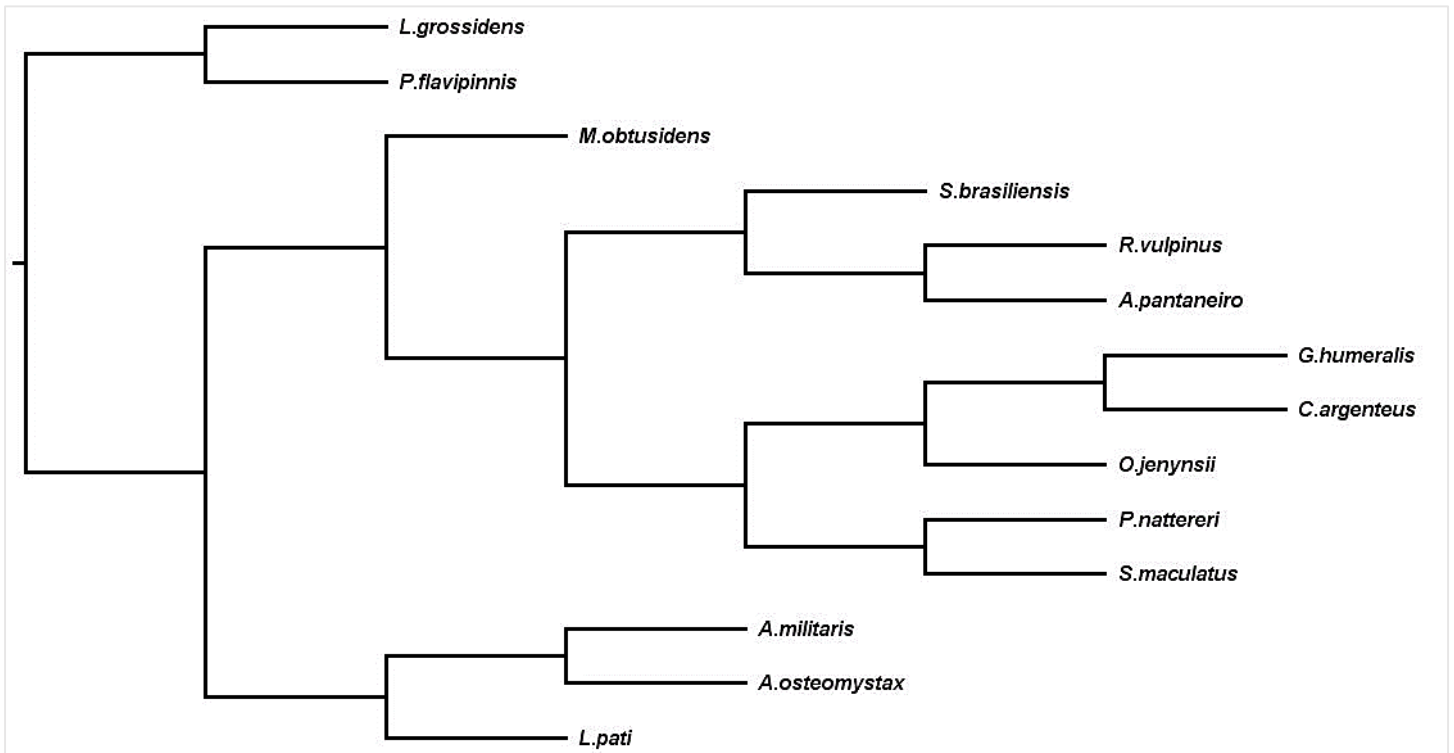 L.grossidens
P.flavipinnis
M.obtusidens
S.brasiliensis
R.vulpinus
A.pantaneiro
G.humeralis
C.argenteus
O.jenynsii
P.nattereri
S.maculatus
A.militaris
A.osteomystax
L.pati